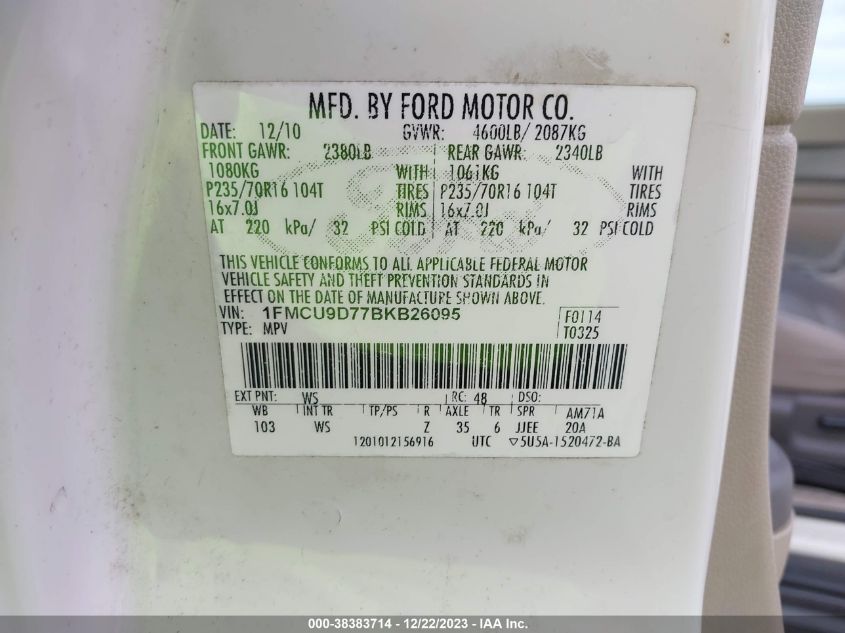 MFD. BY FORD MOTOR CO.
DATE: 12/10 GVWR: 4600LB/ 2087KG
FRONT GAWR: 2380LB REAR GAWR: 2340LB
1080KG WITH 1061KG WITH
P235/70R16 104T TIRES P235/70R16 104T TIRES
16x7.0J RIMS 16x7.0J RIMS
AT 220 kPa/ 32 PSI COLD AT 220 kPa/ 32 PSI COLD
THIS VEHICLE CONFORMS TO ALL APPLICABLE FEDERAL MOTOR
VEHICLE SAFETY AND THEFT PREVENTION STANDARDS IN
EFFECT ON THE DATE OF MANUFACTURE SHOWN ABOVE.
VIN: 1FMCU9D77BKB26095 F0114
TYPE: MPV T0325
EXT PNT: WS RC: 48 DSO:
WB INT TR TP/PS R AXLE TR SPR AM71A
103 WS Z 35 6 JJEE 20A
1201012156916 UTC ▽5U5A-1520472-BA
000-38383714 - 12/22/2023 - IAAI Inc.